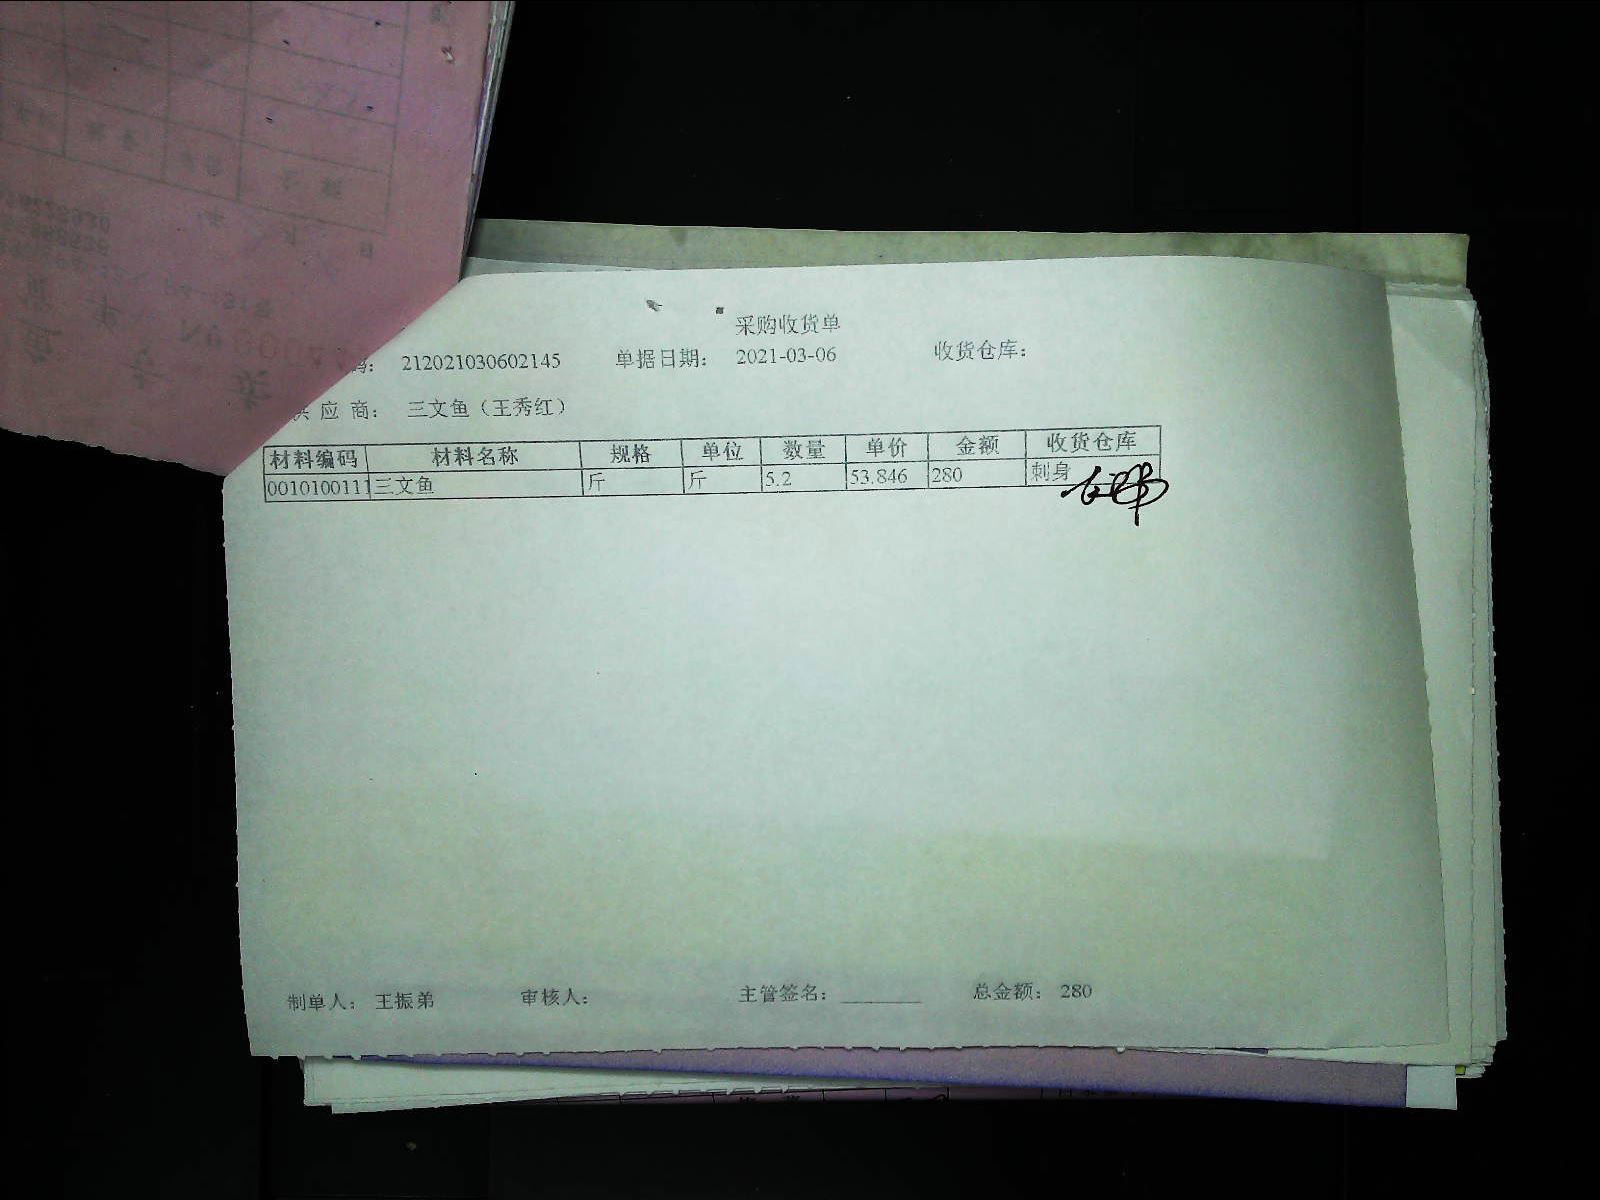 采购收货单
码： 212021030602145 单据日期： 2021-03-06 收货仓库：
供 应 商： 三文鱼（王秀红）
材料编码 材料名称 规格 单位 数量 单价 金额 收货仓库
0010100111 三文鱼 斤 斤 5.2 53.846 280 刺身
制单人： 王振弟 审核人： 主管签名： 总金额： 280